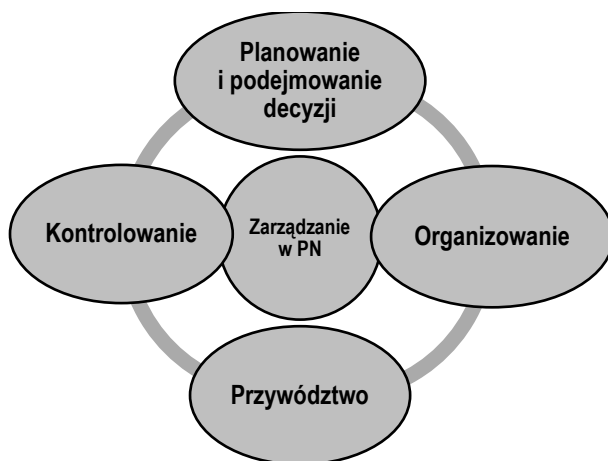 Planowanie
i podejmowanie
decyzji
Kontrolowanie
Zarządzanie
w PN
Organizowanie
Przywództwo